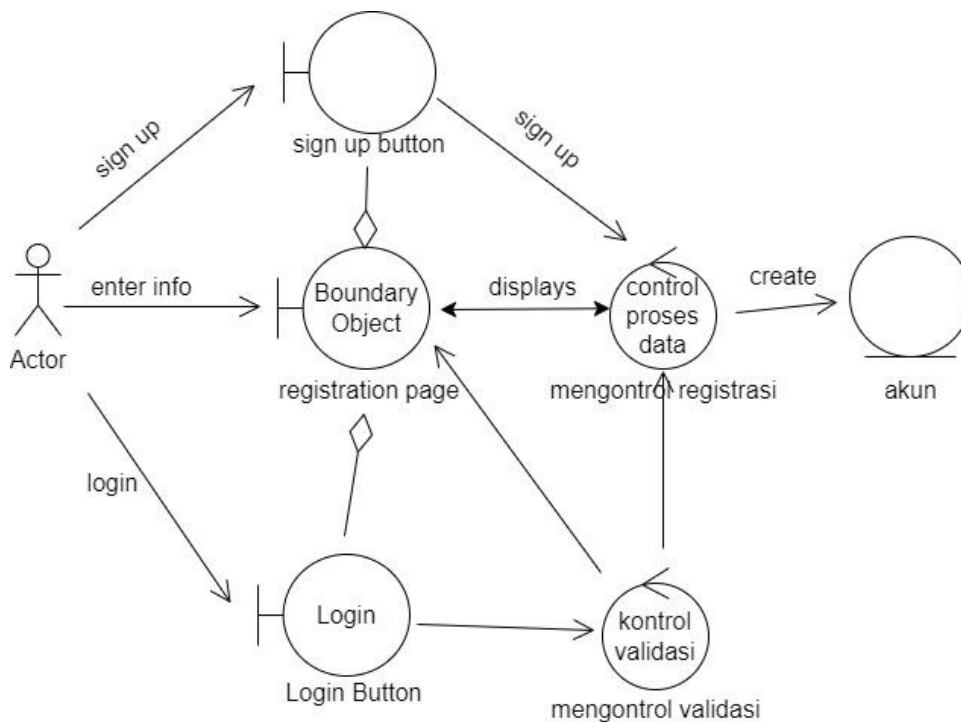 sign up button
sign up
sign up
Actor
enter info
Boundary
Object
registration page
displays
control
proses
data
mengontrol registrasi
create
akun
login
Login
Login Button
kontrol
validasi
mengontrol validasi